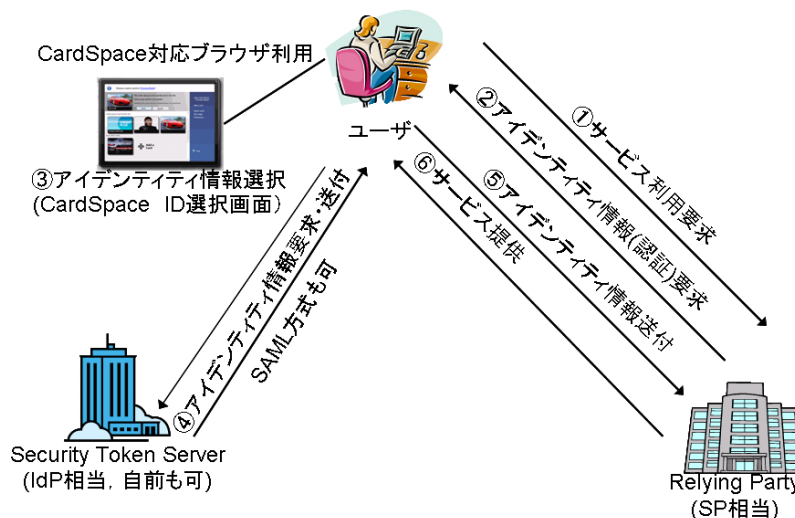 CardSpace対応ブラウザ利用
ユーザ
①サービス利用要求
②アイデンティティ情報(認証)要求
③アイデンティティ情報選択
(CardSpace ID選択画面)
⑤アイデンティティ情報送付
⑥サービス提供
④アイデンティティ情報要求・送付
SAML方式も可
Security Token Server
(IdP相当, 自前も可)
Relying Party
(SP相当)